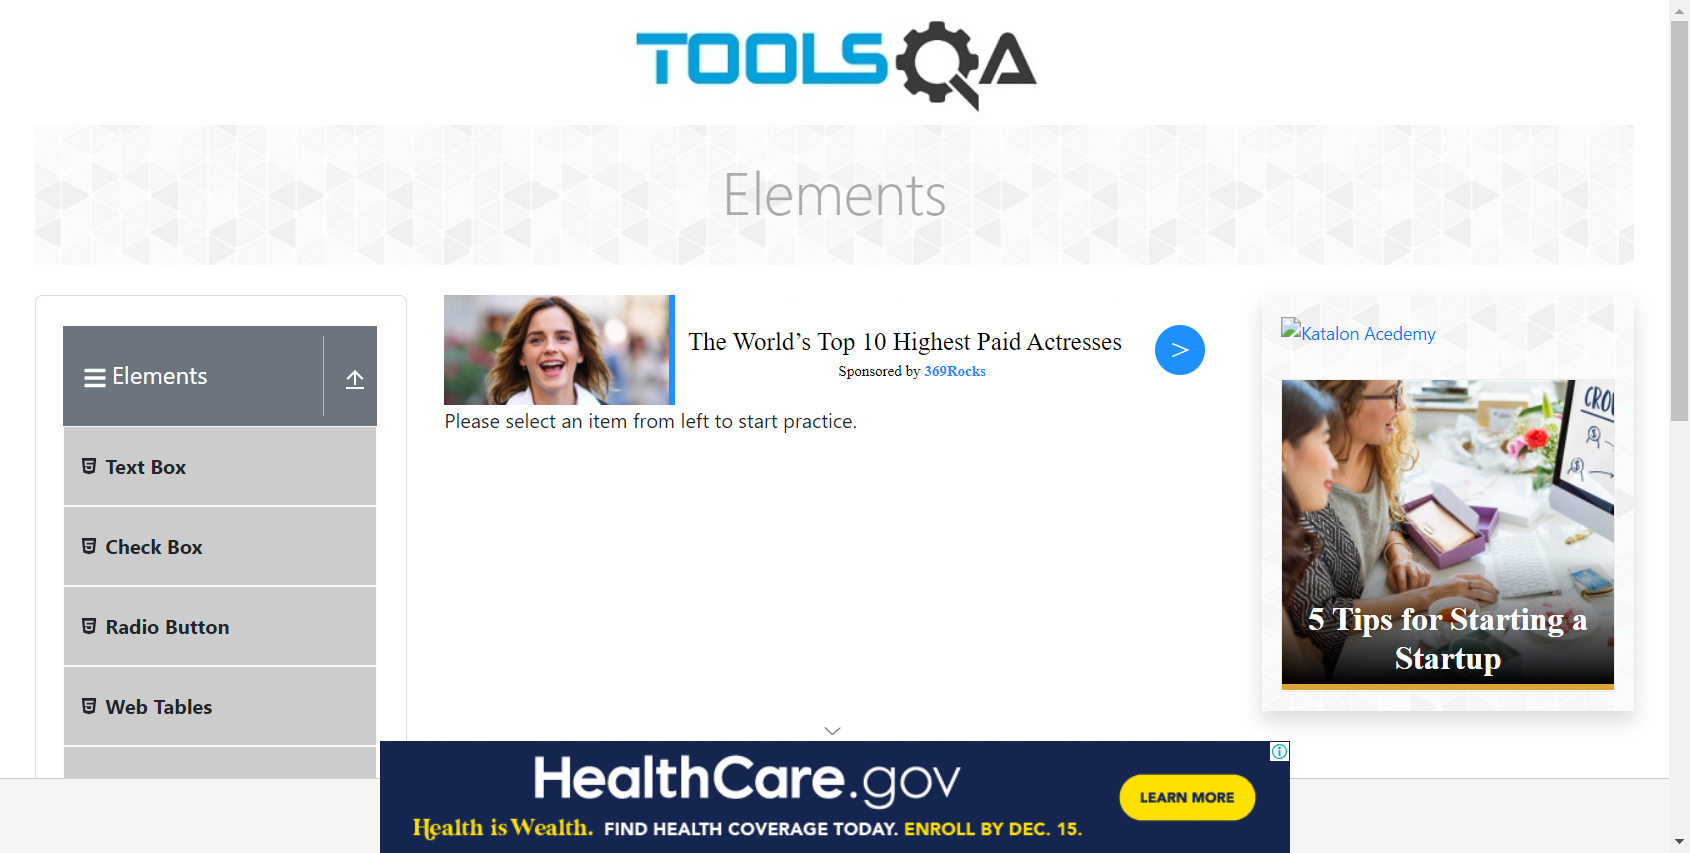 TOOLSQA
Elements
Elements
Text Box
Check Box
Radio Button
Web Tables
The World’s Top 10 Highest Paid Actresses
Sponsored by 369Rocks
>
Please select an item from left to start practice.
Katalon Acedemy
CRO
5 Tips for Starting a
Startup
HealthCare.gov
Health is Wealth. FIND HEALTH COVERAGE TODAY. ENROLL BY DEC. 15.
LEARN MORE